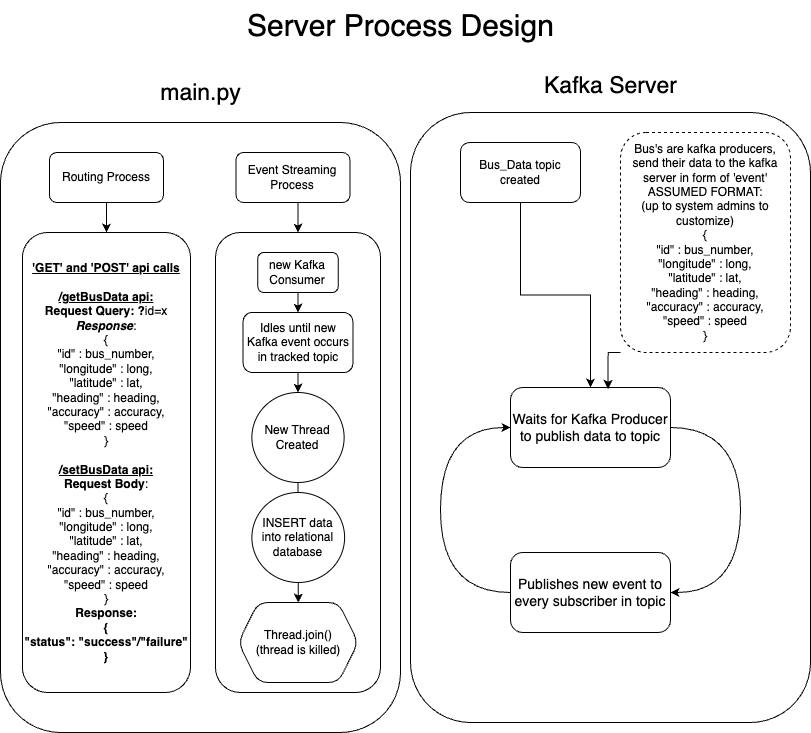 Server Process Design
main.py
Routing Process
'GET' and 'POST' api calls
/getBusData api:
Request Query: ?id=x
Response:
{
"id" : bus_number,
"longitude" : long,
"latitude" : lat,
"heading" : heading,
"accuracy" : accuracy,
"speed" : speed
}
/setBusData api:
Request Body:
{
"id" : bus_number,
"longitude" : long,
"latitude" : lat,
"heading" : heading,
"accuracy" : accuracy,
"speed" : speed
}
Response:
{
"status": "success"/"failure"
}
Event Streaming
Process
new Kafka
Consumer
Idles until new
Kafka event occurs
in tracked topic
New Thread
Created
INSERT data
into relational
database
Thread.join()
(thread is killed)
Kafka Server
Bus_Data topic
created
Bus's are kafka producers,
send their data to the kafka
server in form of 'event'
ASSUMED FORMAT:
(up to system admins to
customize)
{
"id" : bus_number,
"longitude" : long,
"latitude" : lat,
"heading" : heading,
"accuracy" : accuracy,
"speed" : speed
}
Waits for Kafka Producer
to publish data to topic
Publishes new event to
every subscriber in topic